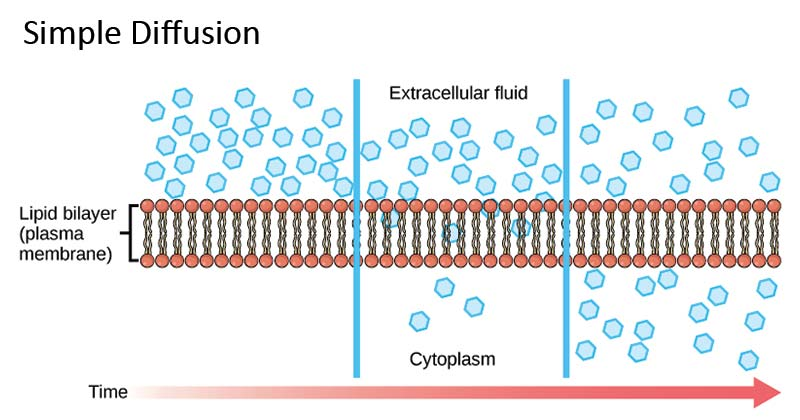 Simple Diffusion
Extracellular fluid
Lipid bilayer
(plasma
membrane)
Cytoplasm
Time